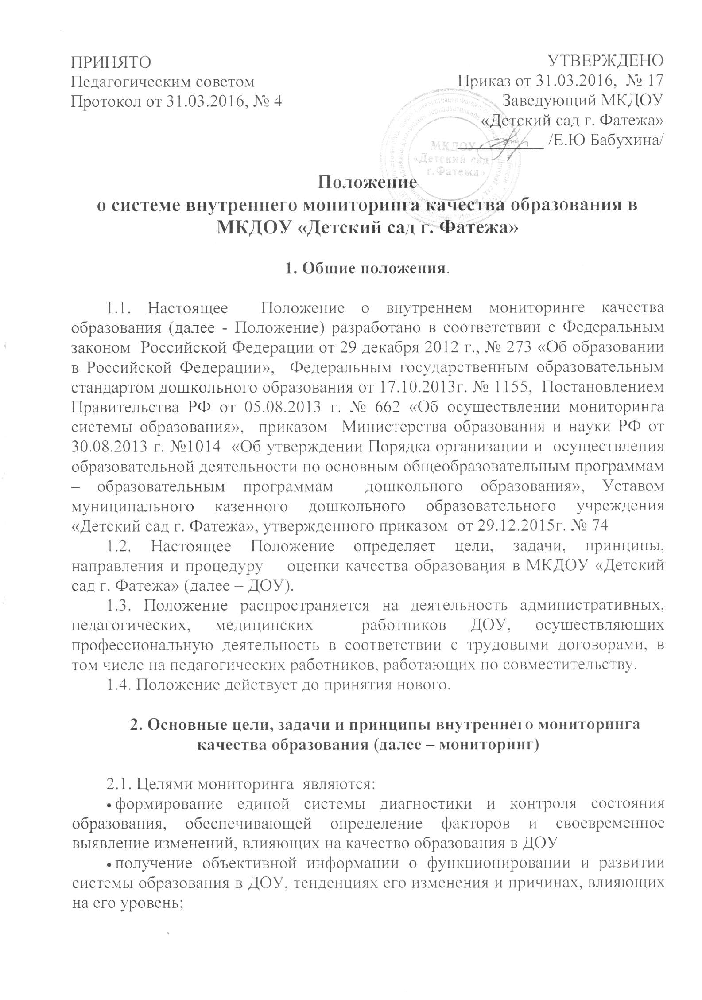 ПРИНЯТО
Педагогическим советом
Протокол от 31.03.2016, № 4
УТВЕРЖДЕНО
Приказ от 31.03.2016, № 17
Заведующий МКДОУ
«Детский сад г. Фатежа»
/Е.Ю Бабухина/
МКДОУ
«Детский сад
г.Фатежа»
Положение
о системе внутреннего мониторинга качества образования в
МКДОУ «Детский сад г. Фатежа»
1. Общие положения.
1.1. Настоящее Положение о внутреннем мониторинге качества
образования (далее - Положение) разработано в соответствии с Федеральным
законом Российской Федерации от 29 декабря 2012 г., № 273 «Об образовании
в Российской Федерации», Федеральным государственным образовательным
стандартом дошкольного образования от 17.10.2013г. № 1155, Постановлением
Правительства РФ от 05.08.2013 г. № 662 «Об осуществлении мониторинга
системы образования», приказом Министерства образования и науки РФ от
30.08.2013 г. №1014 «Об утверждении Порядка организации и осуществления
образовательной деятельности по основным общеобразовательным программам
– образовательным программам дошкольного образования», Уставом
муниципального казенного дошкольного образовательного учреждения
«Детский сад г. Фатежа», утвержденного приказом от 29.12.2015г. № 74
1.2. Настоящее Положение определяет цели, задачи, принципы,
направления и процедуру оценки качества образования в МКДОУ «Детский
сад г. Фатежа» (далее – ДОУ).
1.3. Положение распространяется на деятельность административных,
педагогических, медицинских работников ДОУ, осуществляющих
профессиональную деятельность в соответствии с трудовыми договорами, в
том числе на педагогических работников, работающих по совместительству.
1.4. Положение действует до принятия нового.
2. Основные цели, задачи и принципы внутреннего мониторинга
качества образования (далее – мониторинг)
2.1. Целями мониторинга являются:
• формирование единой системы диагностики и контроля состояния
образования, обеспечивающей определение факторов и своевременное
выявление изменений, влияющих на качество образования в ДОУ
• получение объективной информации о функционировании и развитии
системы образования в ДОУ, тенденциях его изменения и причинах, влияющих
на его уровень;